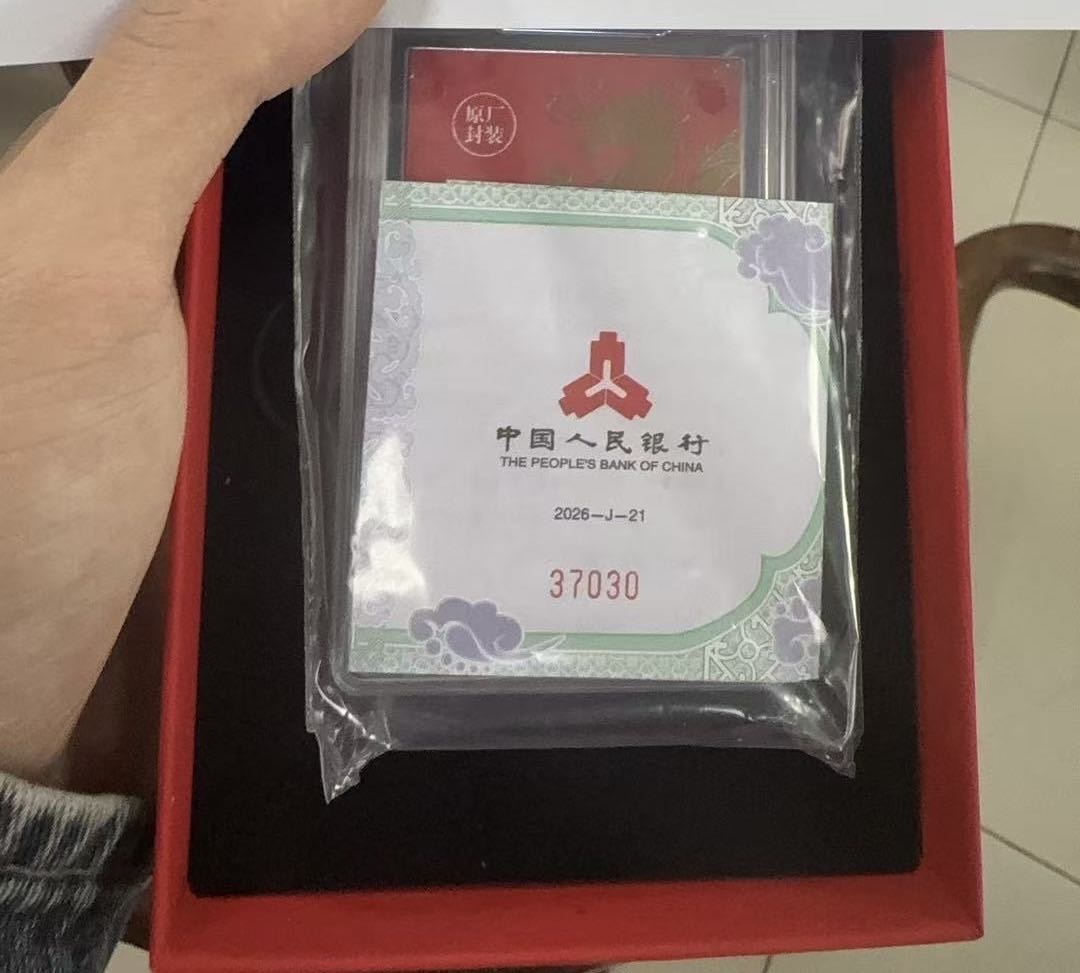 原厂
封装
中国人民银行
THE PEOPLE'S BANK OF CHINA
2026—J—21
37030